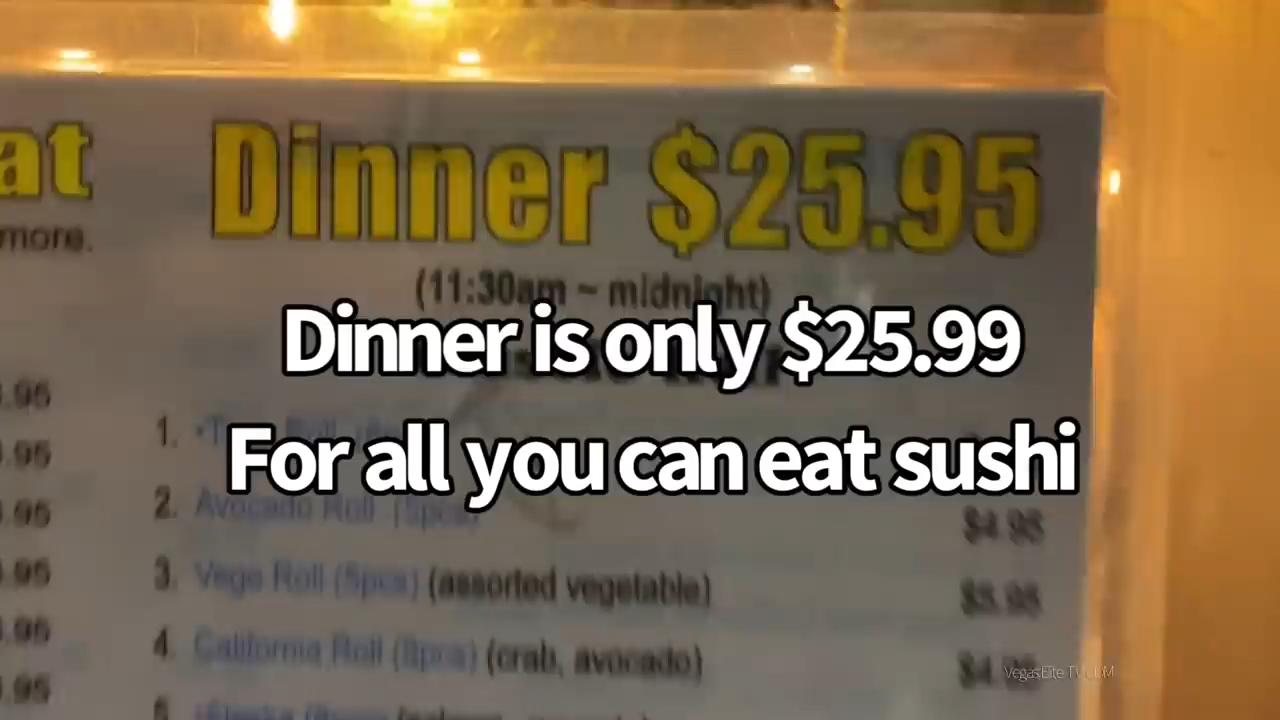 at
more.
Dinner $25.95
(11:30am ~ midnight)
Dinner is only $25.99
For all you can eat sushi
.95
.95
.95
.95
.95
.95
1.
2. Avocado Roll (5pcs)
$4.95
3. Vege Roll (5pcs) (assorted vegetable)
$5.95
4. California Roll (8pcs) (crab, avocado)
$4.95
5.